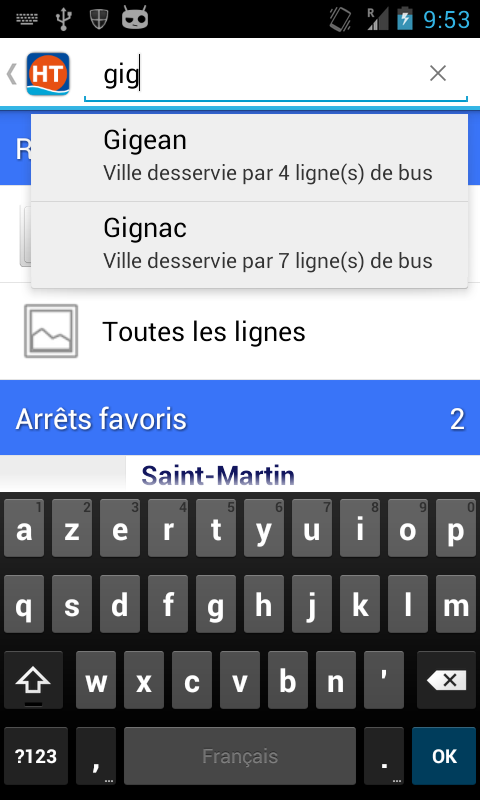 R 9:53
HT gig
R
Gigean
Ville desservie par 4 ligne(s) de bus
Gignac
Ville desservie par 7 ligne(s) de bus
Toutes les lignes
Arrêts favoris 2
Saint-Martin
1 2 3 4 5 6 7 8 9 0
a z e r t y u i o p
q s d f g h j k l m
w x c v b n '
?123 , ... Français . ... OK